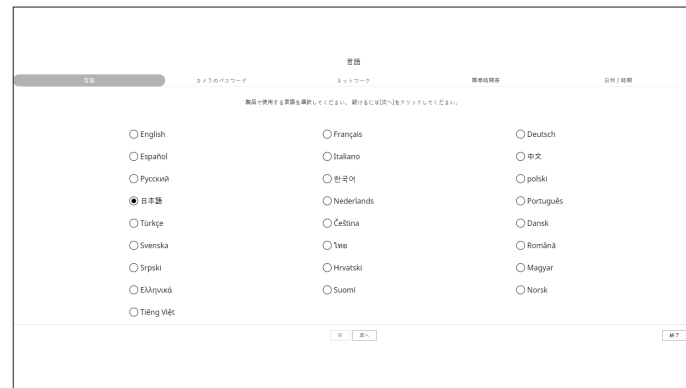 言語
言語 カメラのパスワード ネットワーク 標準時間帯 日付 / 時間
製品で使用する言語を選択してください。 続けるには[次へ]をクリックしてください。
English Français Deutsch
Español Italiano 中文
Русский 한국어 polski
日本語 Nederlands Português
Türkçe Čeština Dansk
Svenska ไทย Română
Srpski Hrvatski Magyar
Ελληνικά Suomi Norsk
Tiếng Việt
次へ 終了